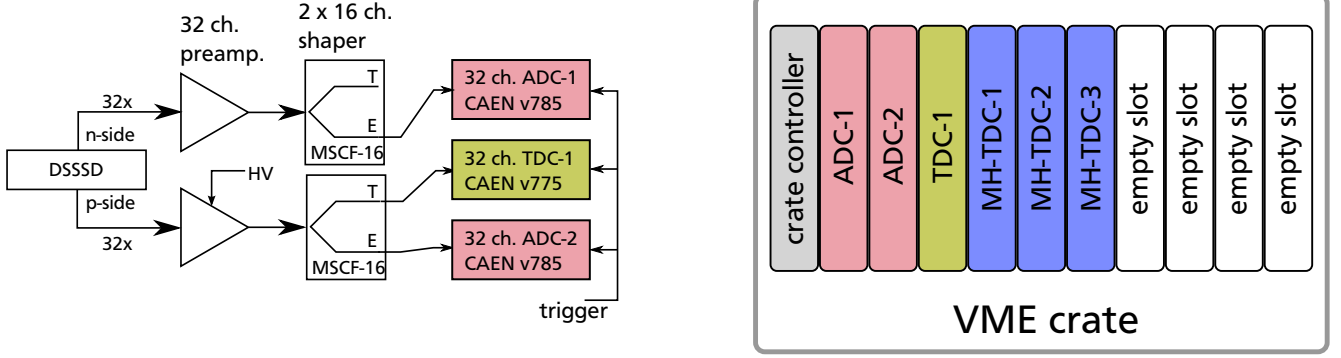 32 ch.
preamp.
2 x 16 ch.
shaper
32x
n-side
DSSSD
p-side
32x
HV
T
E
MSCF-16
T
E
MSCF-16
32 ch. ADC-1
CAEN v785
32 ch. TDC-1
CAEN v775
32 ch. ADC-2
CAEN v785
trigger
crate controller
ADC-1
ADC-2
TDC-1
MH-TDC-1
MH-TDC-2
MH-TDC-3
empty slot
empty slot
empty slot
empty slot
VME crate